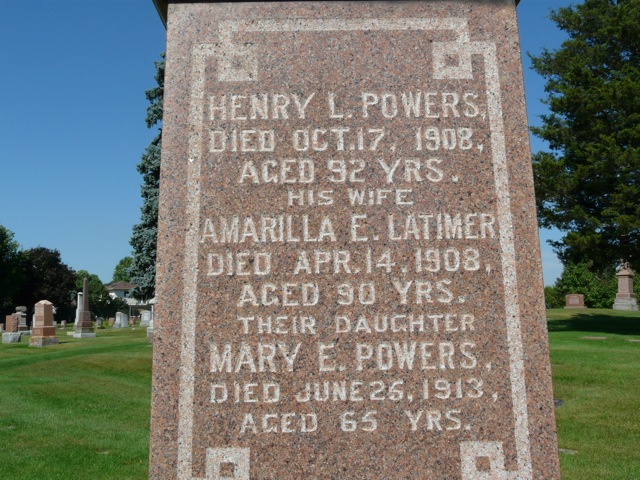 HENRY L. POWERS,
DIED OCT. 17, 1908,
AGED 92 YRS.
HIS WIFE
AMARILLA E. LATIMER
DIED APR. 14, 1908,
AGED 90 YRS.
THEIR DAUGHTER
MARY E. POWERS,
DIED JUNE 26, 1913,
AGED 65 YRS.